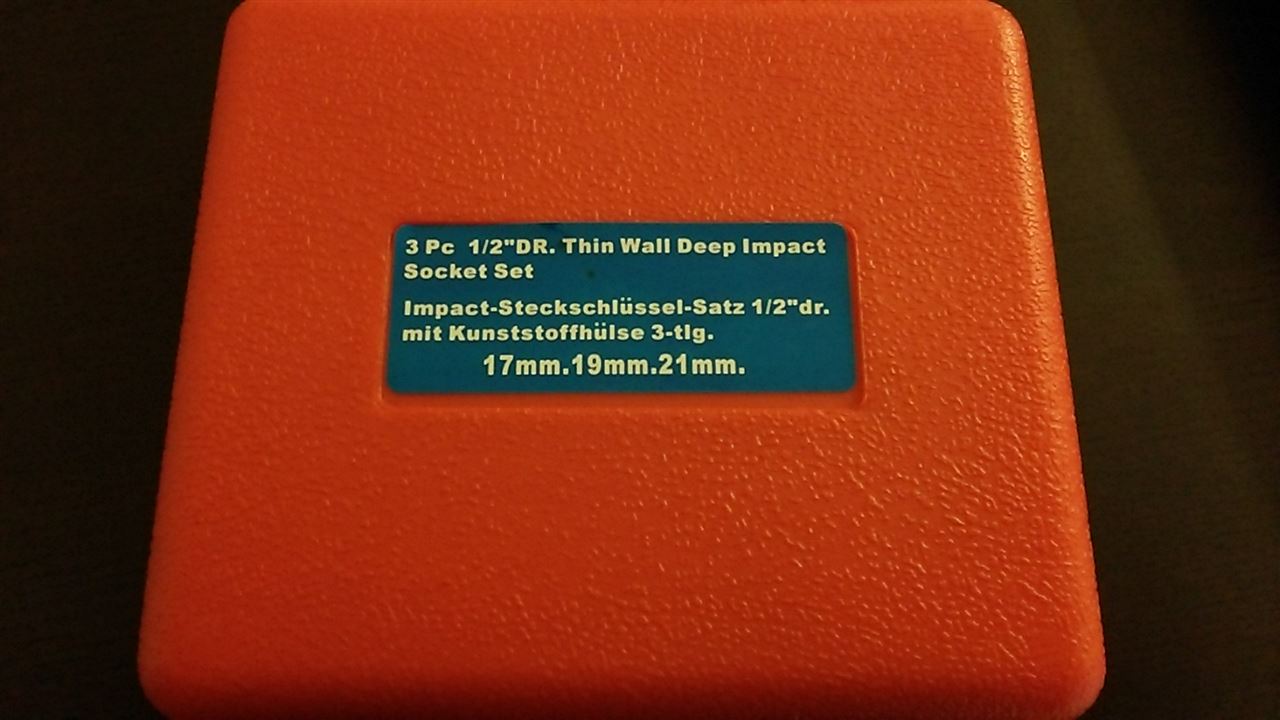 3 Pc 1/2"DR. Thin Wall Deep Impact
Socket Set
Impact-Steckschlüssel-Satz 1/2"dr.
mit Kunststoffhülse 3-tlg.
17mm.19mm.21mm.